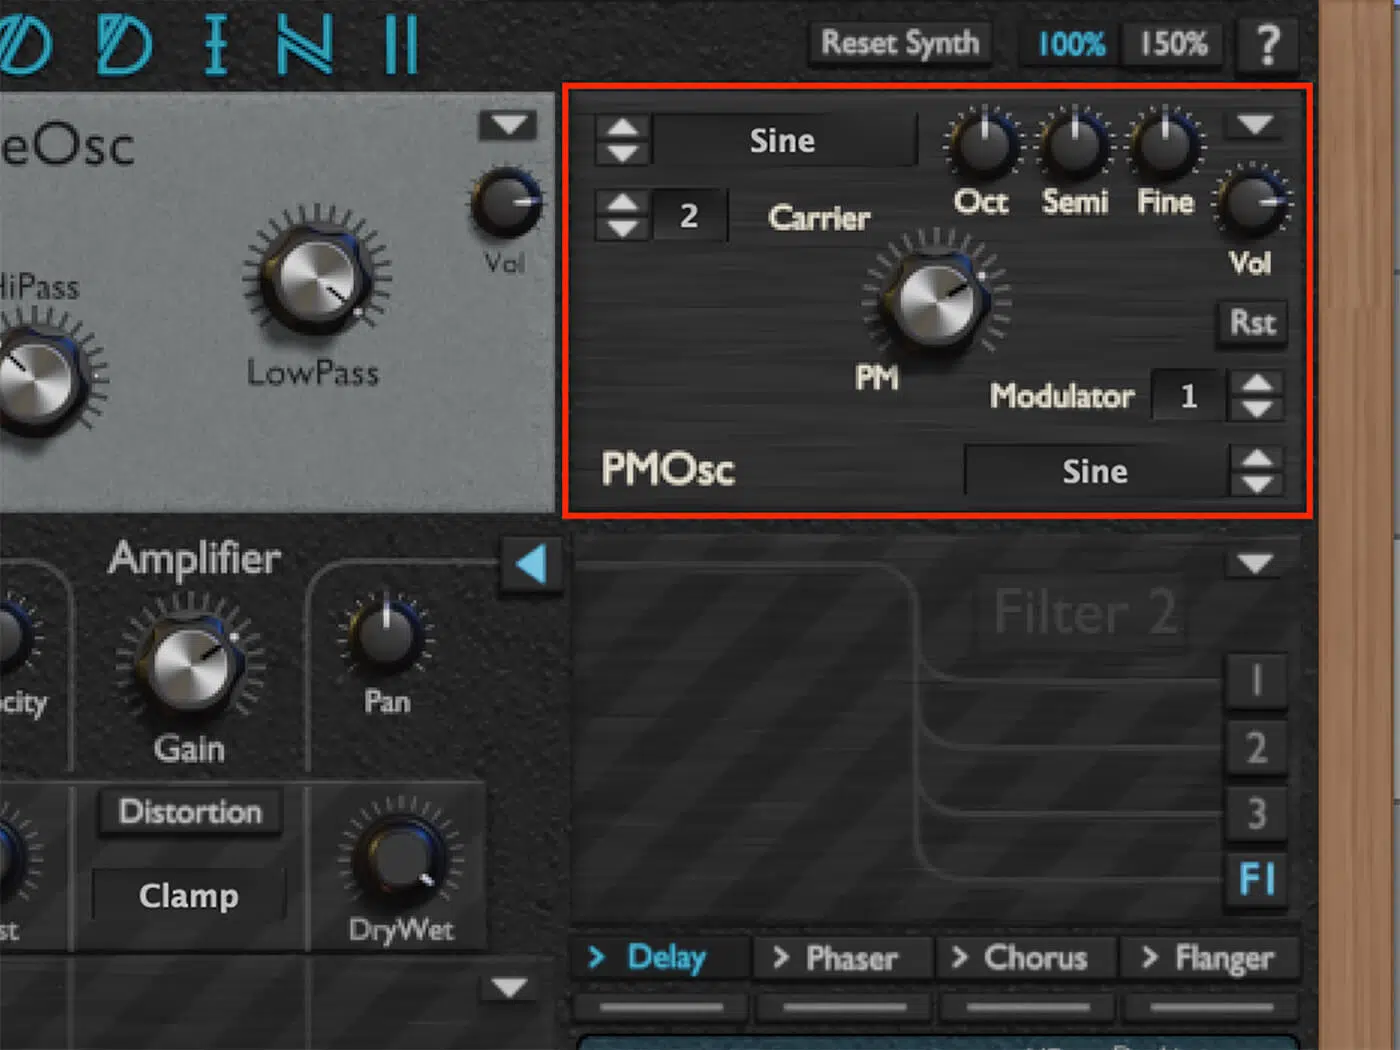 ODIN II
Reset Synth
100%
150%
?
eOsc
Vol
HiPass
LowPass
Sine
Oct
Semi
Fine
2
Carrier
Vol
PM
Rst
Modulator
1
PMOsc
Sine
Amplifier
Gain
Pan
ocity
Distortion
Clamp
DryWet
st
Filter 2
1
2
3
F1
> Delay
> Phaser
> Chorus
> Flanger